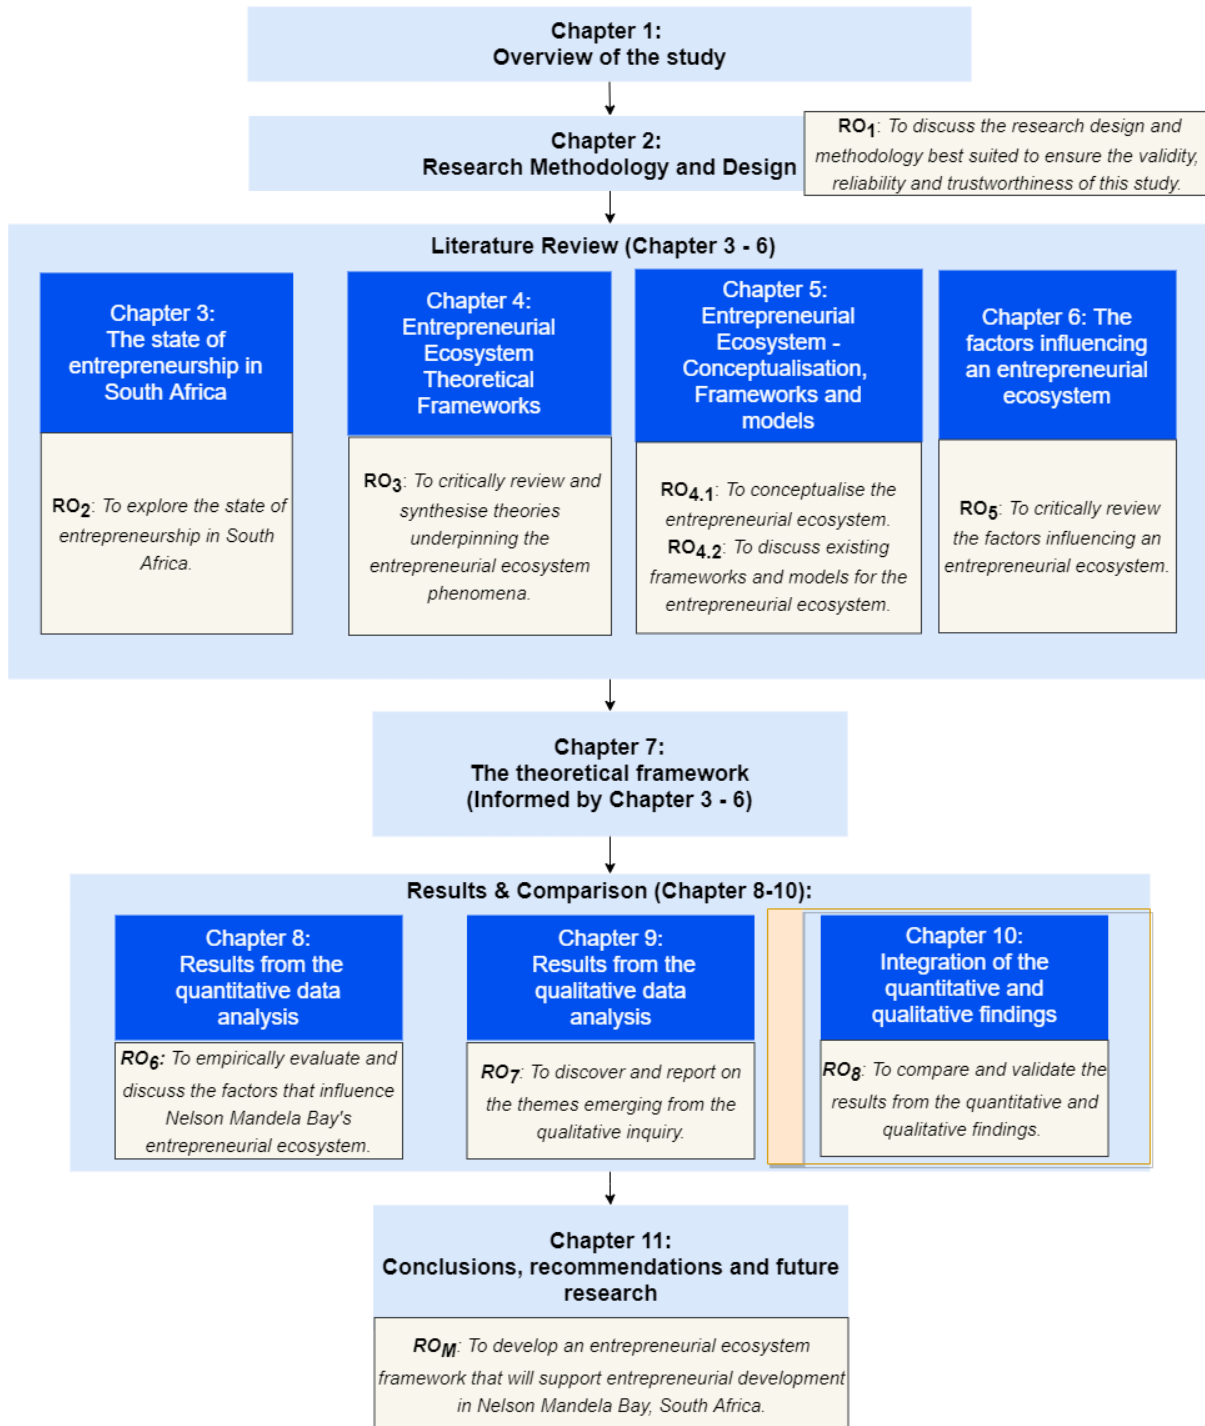 Chapter 1:
Overview of the study
Chapter 2:
Research Methodology and Design
RO1: To discuss the research design and
methodology best suited to ensure the validity,
reliability and trustworthiness of this study.
Literature Review (Chapter 3 - 6)
Chapter 3:
The state of
entrepreneurship in
South Africa
RO2: To explore the state of
entrepreneurship in South
Africa.
Chapter 4:
Entrepreneurial
Ecosystem
Theoretical
Frameworks
RO3: To critically review and
synthesise theories
underpinning the
entrepreneurial ecosystem
phenomena.
Chapter 5:
Entrepreneurial
Ecosystem -
Conceptualisation,
Frameworks and
models
RO4.1: To conceptualise the
entrepreneurial ecosystem.
RO4.2: To discuss existing
frameworks and models for the
entrepreneurial ecosystem.
Chapter 6: The
factors influencing
an entrepreneurial
ecosystem
RO5: To critically review
the factors influencing an
entrepreneurial ecosystem.
Chapter 7:
The theoretical framework
(Informed by Chapter 3 - 6)
Results & Comparison (Chapter 8-10):
Chapter 8:
Results from the
quantitative data
analysis
RO6: To empirically evaluate and
discuss the factors that influence
Nelson Mandela Bay's
entrepreneurial ecosystem.
Chapter 9:
Results from the
qualitative data
analysis
RO7: To discover and report on
the themes emerging from the
qualitative inquiry.
Chapter 10:
Integration of the
quantitative and
qualitative findings
RO8: To compare and validate the
results from the quantitative and
qualitative findings.
Chapter 11:
Conclusions, recommendations and future
research
ROM: To develop an entrepreneurial ecosystem
framework that will support entrepreneurial development
in Nelson Mandela Bay, South Africa.